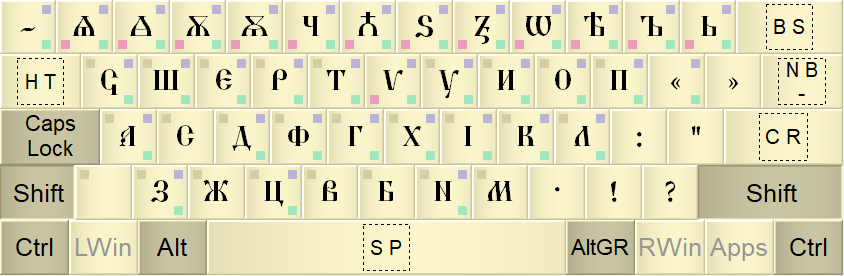 ~ Ѫ Ч Ѕ Ѡ Ѣ Ъ Ь BS
HT Ҁ Ш Є Р Т Ѵ У И О П « » NB -
Caps Lock А С Д Ф Г Х І К Л : " CR
Shift З Ж Ц В Б N М · ! ? Shift
Ctrl LWin Alt SP AltGR RWin Apps Ctrl